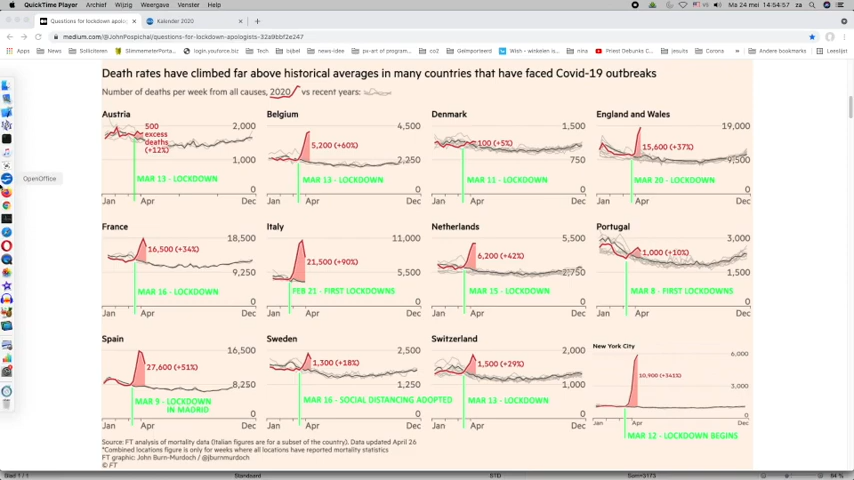 QuickTime Player Archief Wijzig Weergave Venster Help
Ma 24 mei 14:54:57 za
Questions for lockdown apologists
Kalender 2020
medium.com/@JohnPospichal/questions-for-lockdown-apologists-32a9bbf2e247
Apps login.youtube.biz Tech bijbel news-idee co2 Geïmporteerd Wish - winkelen is... nina Priest Debunks C... Jesuits Corona Andere bookmarks Leeslijst
Death rates have climbed far above historical averages in many countries that have faced Covid-19 outbreaks
Number of deaths per week from all causes, 2020 vs recent years:
Austria
500
excess
deaths
(+12%)
2,000
1,000
0
MAR 13 - LOCKDOWN
Jan Apr Dec
Belgium
5,200 (+60%)
4,500
2,250
0
MAR 13 - LOCKDOWN
Jan Apr Dec
Denmark
100 (+5%)
1,500
750
0
MAR 11 - LOCKDOWN
Jan Apr Dec
England and Wales
15,600 (+37%)
19,000
9,500
0
MAR 20 - LOCKDOWN
Jan Apr Dec
France
16,500 (+34%)
18,500
9,250
0
MAR 16 - LOCKDOWN
Jan Apr Dec
Italy
21,500 (+90%)
11,000
5,500
0
FEB 21 - FIRST LOCKDOWNS
Jan Apr Dec
Netherlands
6,200 (+42%)
5,500
2,750
0
MAR 15 - LOCKDOWN
Jan Apr Dec
Portugal
1,000 (+10%)
3,000
1,500
0
MAR 8 - FIRST LOCKDOWNS
Jan Apr Dec
Spain
27,600 (+51%)
16,500
8,250
0
MAR 9 - LOCKDOWN
IN MADRID
Jan Apr Dec
Sweden
1,300 (+18%)
2,500
1,250
0
MAR 16 - SOCIAL DISTANCING ADOPTED
Jan Apr Dec
Switzerland
1,500 (+29%)
2,000
1,000
0
MAR 13 - LOCKDOWN
Jan Apr Dec
New York City
10,900 (+341%)
6,000
3,000
0
Jan Apr Dec
MAR 12 - LOCKDOWN BEGINS
Source: FT analysis of mortality data (Italian figures are for a subset of the country). Data updated April 26
*Combined locations figure is only for weeks where all locations have reported mortality statistics
FT graphic: John Burn-Murdoch / @jburnmurdoch
© FT
OpenOffice
Standaard STD 94 %